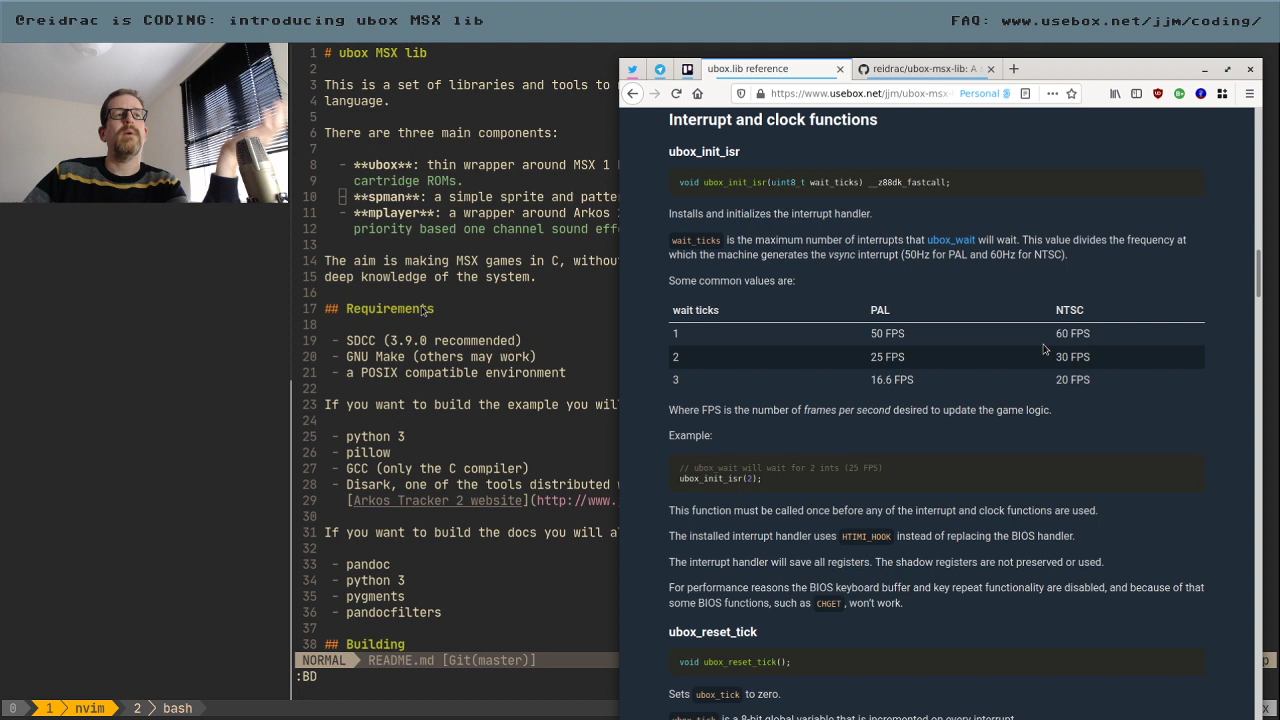 @reidrac is CODING: introducing ubox MSX lib
FAQ: www.usebox.net/jjm/coding/
1 # ubox MSX lib
2
3 This is a set of libraries and tools to
4 language.
5
6 There are three main components:
7
8 - **ubox**: thin wrapper around MSX 1
9 cartridge ROMs.
10 - **spman**: a simple sprite and patte
11 - **mplayer**: a wrapper around Arkos
12 priority based one channel sound eff
13
14 The aim is making MSX games in C, withou
15 deep knowledge of the system.
16
17 ## Requirements
18
19 - SDCC (3.9.0 recommended)
20 - GNU Make (others may work)
21 - a POSIX compatible environment
22
23 If you want to build the example you wil
24
25 - python 3
26 - pillow
27 - GCC (only the C compiler)
28 - Disark, one of the tools distributed
29 [Arkos Tracker 2 website](http://www.
30
31 If you want to build the docs you will a
32
33 - pandoc
34 - python 3
35 - pygments
36 - pandocfilters
37
38 ## Building
NORMAL README.md [Git(master)]
:BD
0 1 nvim 2 bash
ubox.lib reference
reidrac/ubox-msx-lib: A
https://www.usebox.net/jjm/ubox-msx-
Personal
Interrupt and clock functions
ubox_init_isr
void ubox_init_isr(uint8_t wait_ticks) __z88dk_fastcall;
Installs and initializes the interrupt handler.
wait_ticks is the maximum number of interrupts that ubox_wait will wait. This value divides the frequency at
which the machine generates the vsync interrupt (50Hz for PAL and 60Hz for NTSC).
Some common values are:
wait ticks PAL NTSC
1 50 FPS 60 FPS
2 25 FPS 30 FPS
3 16.6 FPS 20 FPS
Where FPS is the number of frames per second desired to update the game logic.
Example:
// ubox_wait will wait for 2 ints (25 FPS)
ubox_init_isr(2);
This function must be called once before any of the interrupt and clock functions are used.
The installed interrupt handler uses HTIMI_HOOK instead of replacing the BIOS handler.
The interrupt handler will save all registers. The shadow registers are not preserved or used.
For performance reasons the BIOS keyboard buffer and key repeat functionality are disabled, and because of that
some BIOS functions, such as CHGET, won't work.
ubox_reset_tick
void ubox_reset_tick();
Sets ubox_tick to zero.